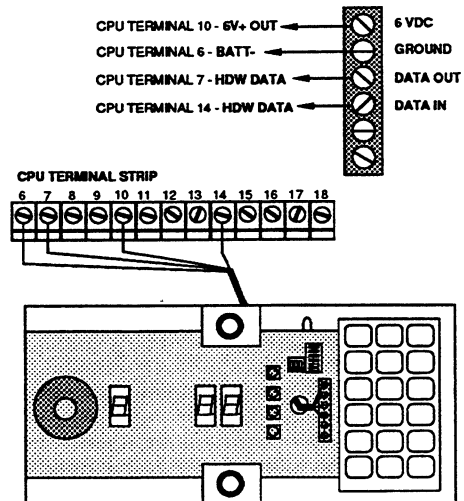 CPU TERMINAL 10 - 6V+ OUT 6 VDC
CPU TERMINAL 6 - BATT- GROUND
CPU TERMINAL 7 - HDW DATA DATA OUT
CPU TERMINAL 14 - HDW DATA DATA IN
CPU TERMINAL STRIP
6 7 8 9 10 11 12 13 14 15 16 17 18